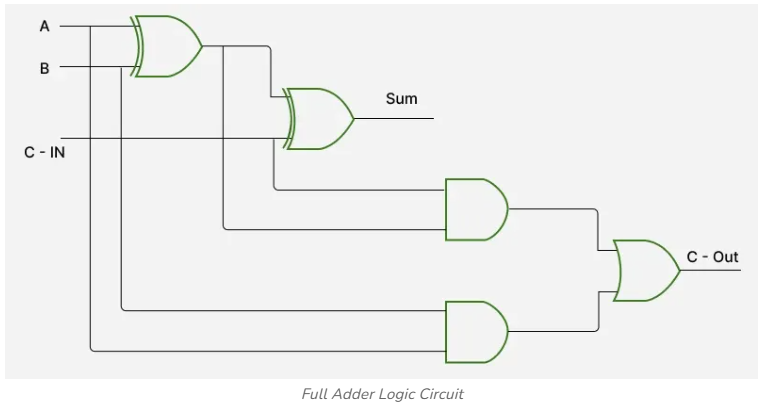 A
B
Sum
C - IN
C - Out
Full Adder Logic Circuit